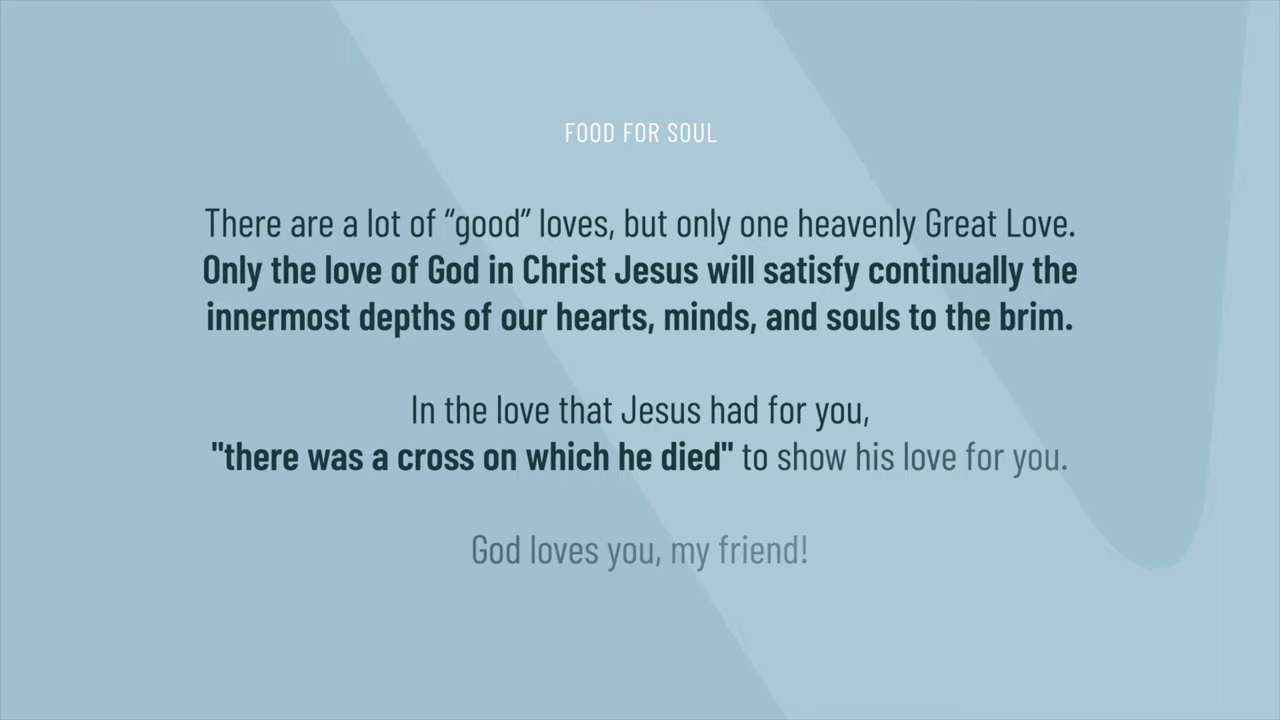 FOOD FOR SOUL
There are a lot of “good” loves, but only one heavenly Great Love.
Only the love of God in Christ Jesus will satisfy continually the
innermost depths of our hearts, minds, and souls to the brim.
In the love that Jesus had for you,
"there was a cross on which he died" to show his love for you.
God loves you, my friend!